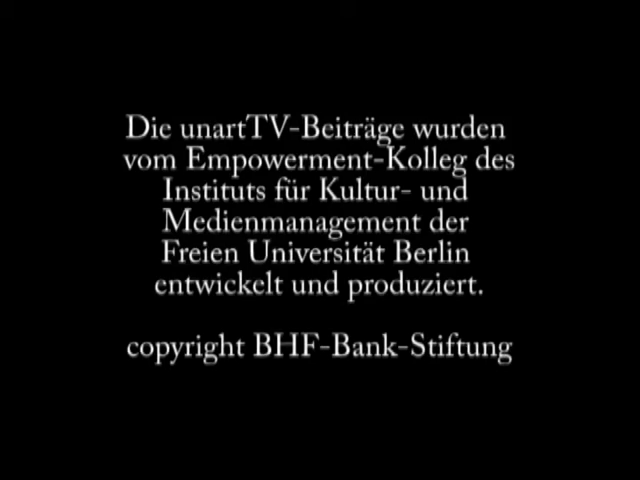 Die unartTV-Beiträge wurden
vom Empowerment-Kolleg des
Instituts für Kultur- und
Medienmanagement der
Freien Universität Berlin
entwickelt und produziert.
copyright BHF-Bank-Stiftung